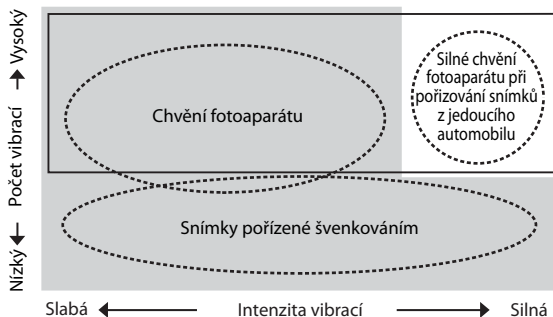 Nízký ← Počet vibrací → Vysoký
Chvění fotoaparátu
Silné chvění
fotoaparátu při
pořizování snímků
z jedoucího
automobilu
Snímky pořízené švenkováním
Slabá ← Intenzita vibrací → Silná